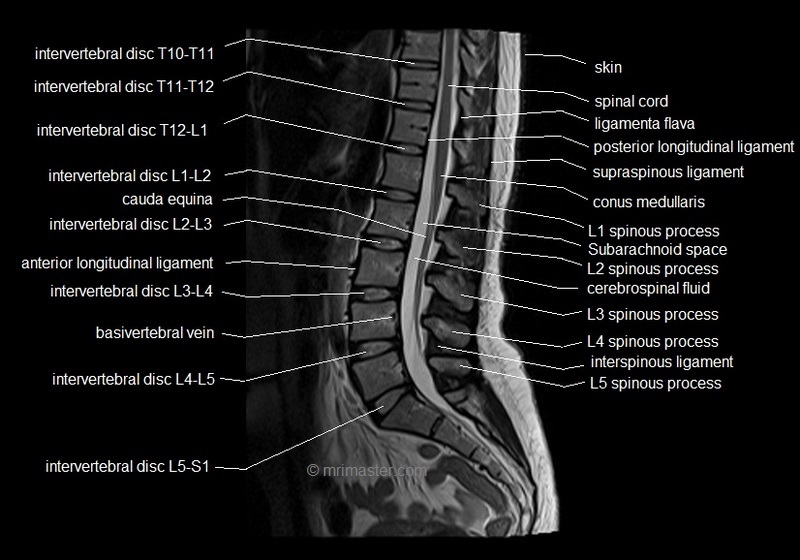 intervertebral disc T10-T11
intervertebral disc T11-T12
intervertebral disc T12-L1
intervertebral disc L1-L2
cauda equina
intervertebral disc L2-L3
anterior longitudinal ligament
intervertebral disc L3-L4
basivertebral vein
intervertebral disc L4-L5
intervertebral disc L5-S1
skin
spinal cord
ligamenta flava
posterior longitudinal ligament
supraspinous ligament
conus medullaris
L1 spinous process
Subarachnoid space
L2 spinous process
cerebrospinal fluid
L3 spinous process
L4 spinous process
interspinous ligament
L5 spinous process
© mrimaster.com